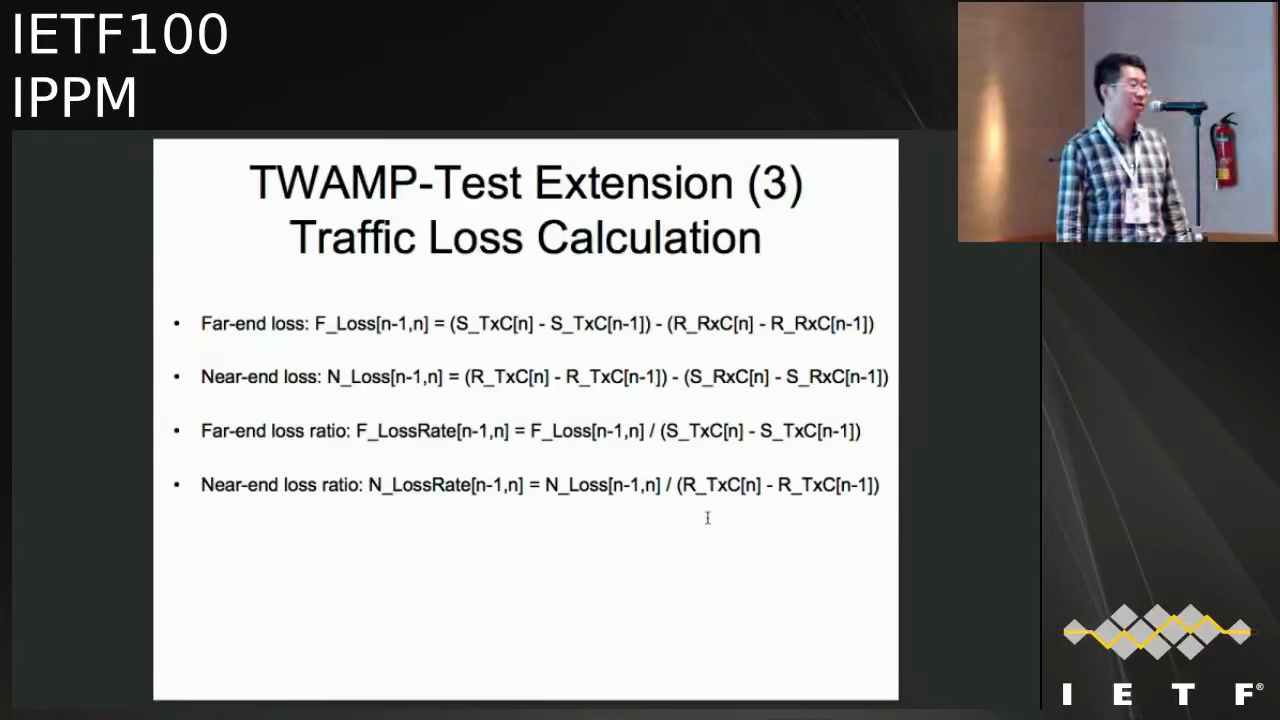 IETF100
IPPM
TWAMP-Test Extension (3)
Traffic Loss Calculation
• Far-end loss: F_Loss[n-1,n] = (S_TxC[n] - S_TxC[n-1]) - (R_RxC[n] - R_RxC[n-1])
• Near-end loss: N_Loss[n-1,n] = (R_TxC[n] - R_TxC[n-1]) - (S_RxC[n] - S_RxC[n-1])
• Far-end loss ratio: F_LossRate[n-1,n] = F_Loss[n-1,n] / (S_TxC[n] - S_TxC[n-1])
• Near-end loss ratio: N_LossRate[n-1,n] = N_Loss[n-1,n] / (R_TxC[n] - R_TxC[n-1])
I E T F®